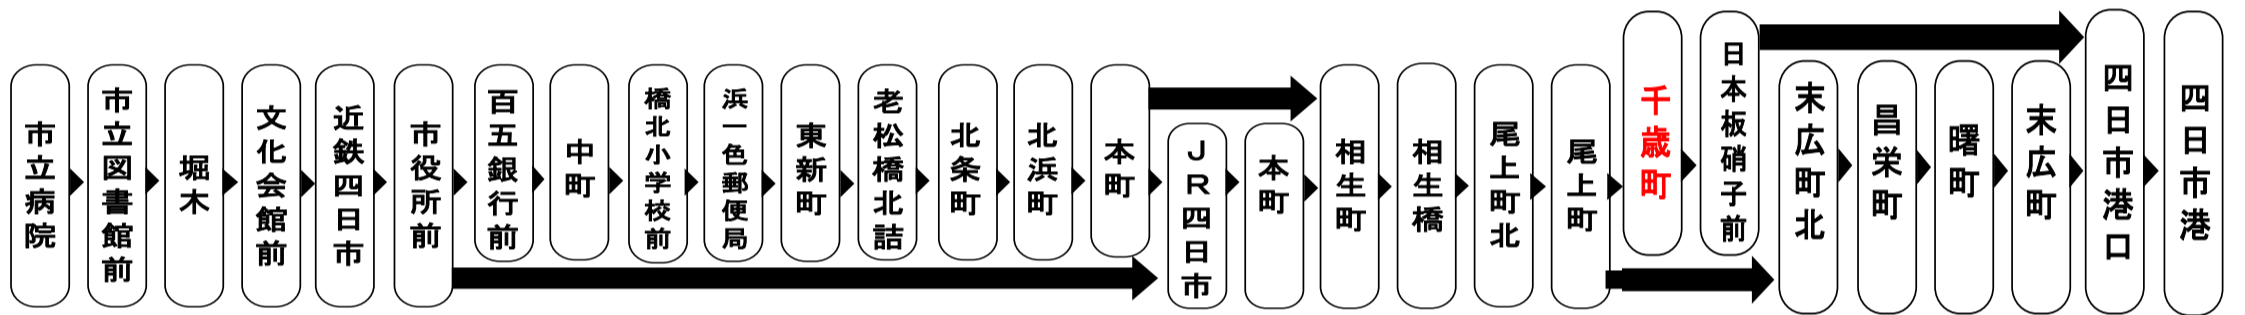 市立病院
市立図書館前
堀木
文化会館前
近鉄四日市
市役所前
百五銀行前
中町
橋北小学校前
浜一色郵便局
東新町
老松橋北詰
北条町
北浜町
本町
ＪＲ四日市
本町
相生町
相生橋
尾上町北
尾上町
千歳町
日本板硝子前
末広町北
昌栄町
曙町
末広町
四日市港口
四日市港